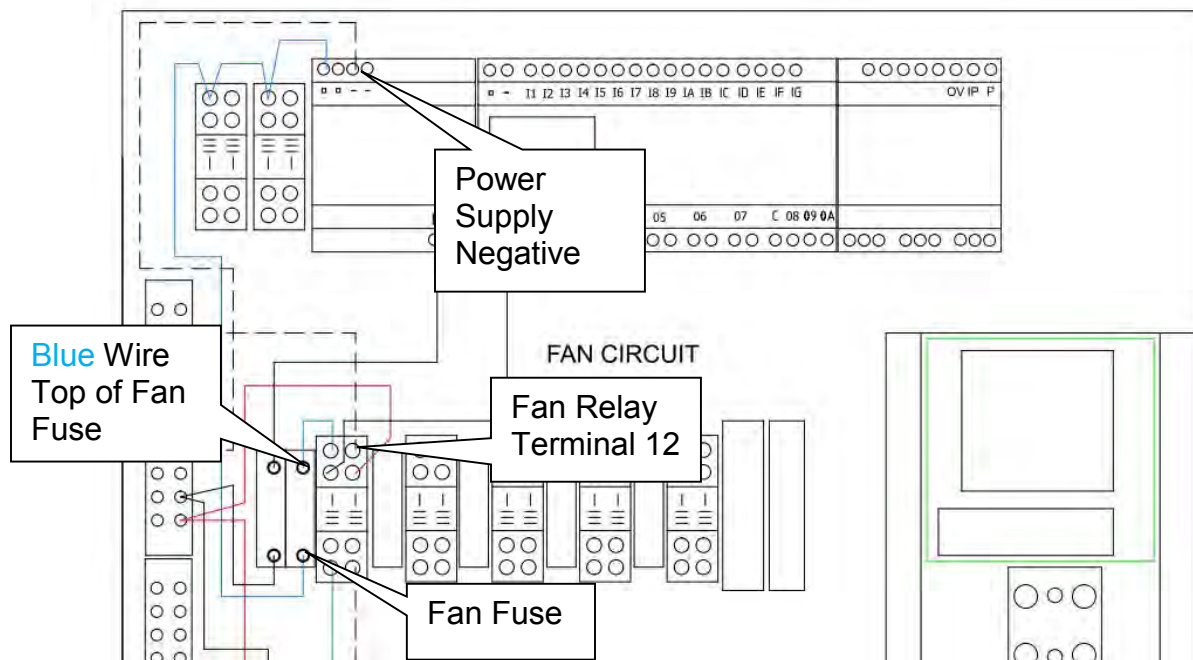 ¤ ¤ - -
¤ - I1 I2 I3 I4 I5 I6 I7 I8 I9 IA IB IC ID IE IF IG
OV IP P
Power
Supply
Negative
05 06 07 C 08 09 0A
Blue Wire
Top of Fan
Fuse
FAN CIRCUIT
Fan Relay
Terminal 12
Fan Fuse